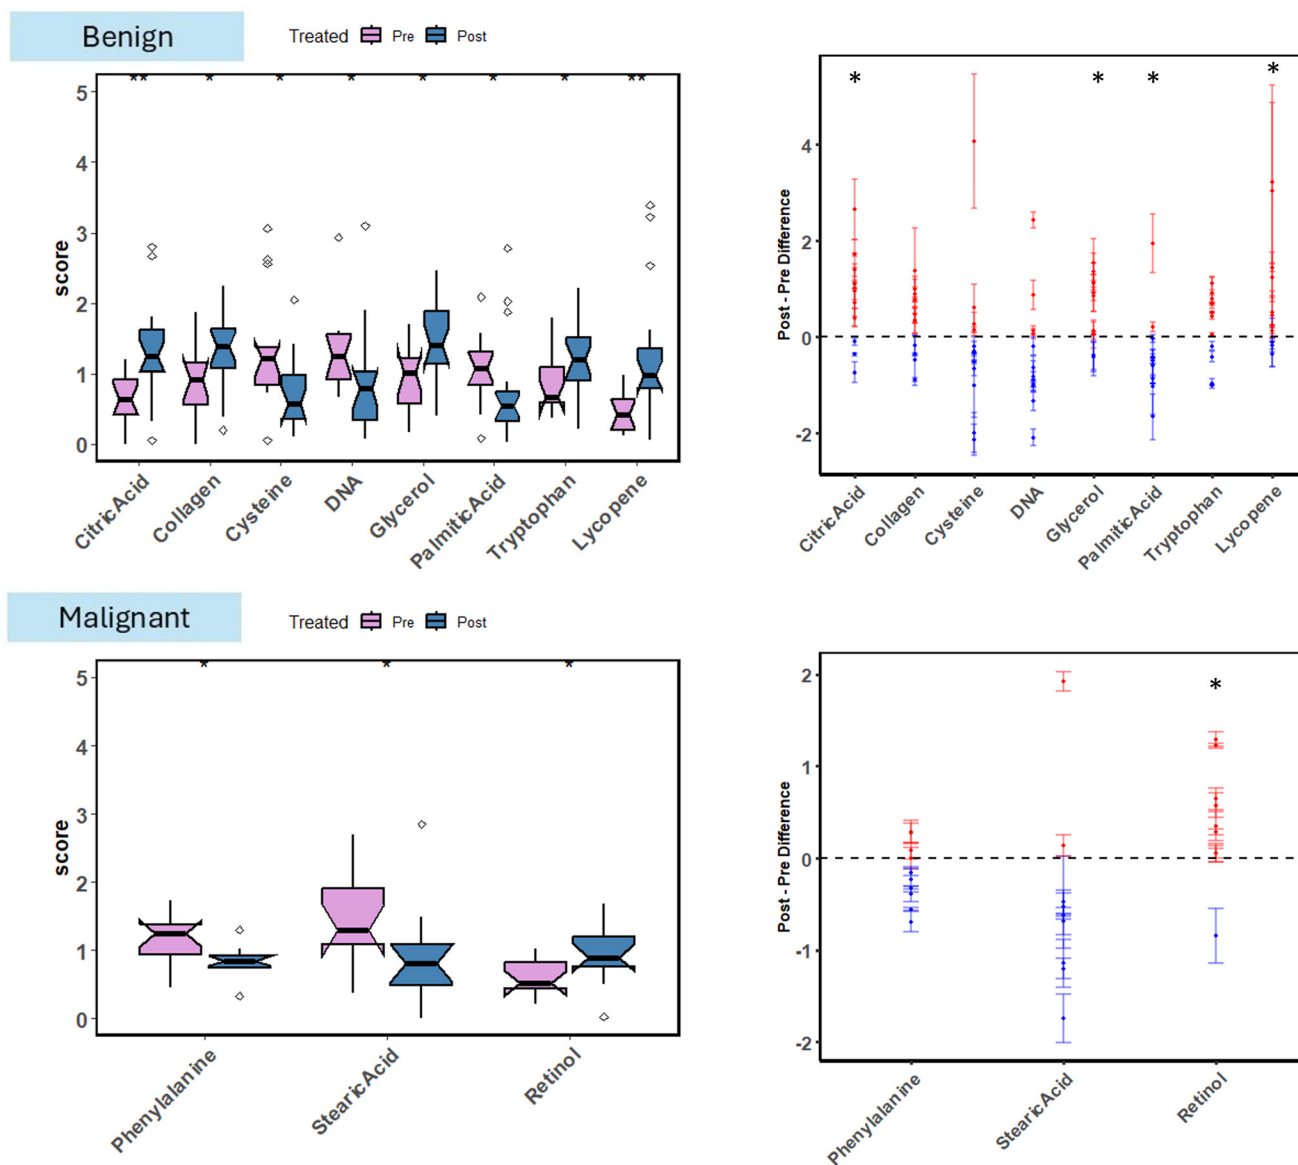 Benign
Treated Pre Post
** * * * * * * **
score
5
4
3
2
1
0
CitricAcid
Collagen
Cysteine
DNA
Glycerol
PalmiticAcid
Tryptophan
Lycopene
* * * *
Post - Pre Difference
4
2
0
-2
CitricAcid
Collagen
Cysteine
DNA
Glycerol
PalmiticAcid
Tryptophan
Lycopene
Malignant
Treated Pre Post
* * *
score
5
4
3
2
1
0
Phenylalanine
StearicAcid
Retinol
*
Post - Pre Difference
2
1
0
-1
-2
Phenylalanine
StearicAcid
Retinol